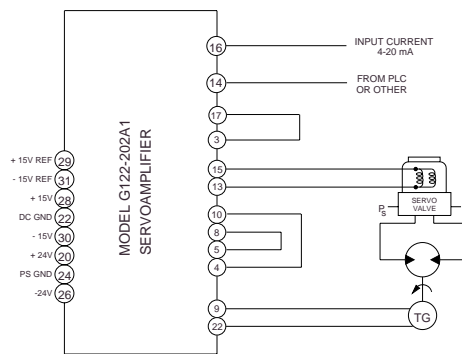 16
INPUT CURRENT
4-20 mA
14
FROM PLC
OR OTHER
17
3
MODEL G122-202A1
SERVOAMPLIFIER
+ 15V REF 29
- 15V REF 31
+ 15V 28
DC GND 22
- 15V 30
+ 24V 20
PS GND 24
-24V 26
15
13
10
8
5
4
9
22
PS
SERVO
VALVE
TG